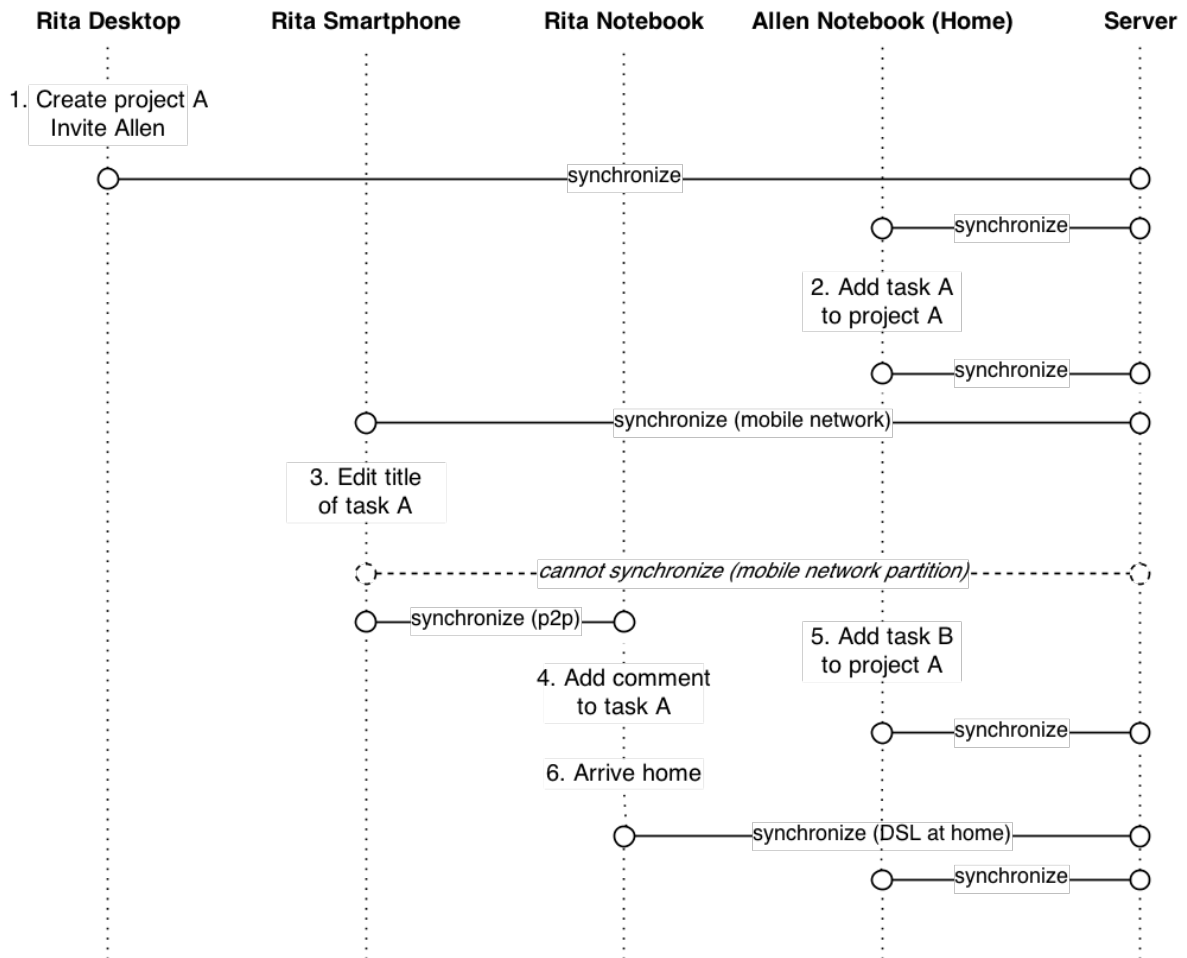 Rita Desktop
Rita Smartphone
Rita Notebook
Allen Notebook (Home)
Server
1. Create project A
Invite Allen
synchronize
synchronize
2. Add task A
to project A
synchronize
synchronize (mobile network)
3. Edit title
of task A
cannot synchronize (mobile network partition)
synchronize (p2p)
5. Add task B
to project A
4. Add comment
to task A
synchronize
6. Arrive home
synchronize (DSL at home)
synchronize